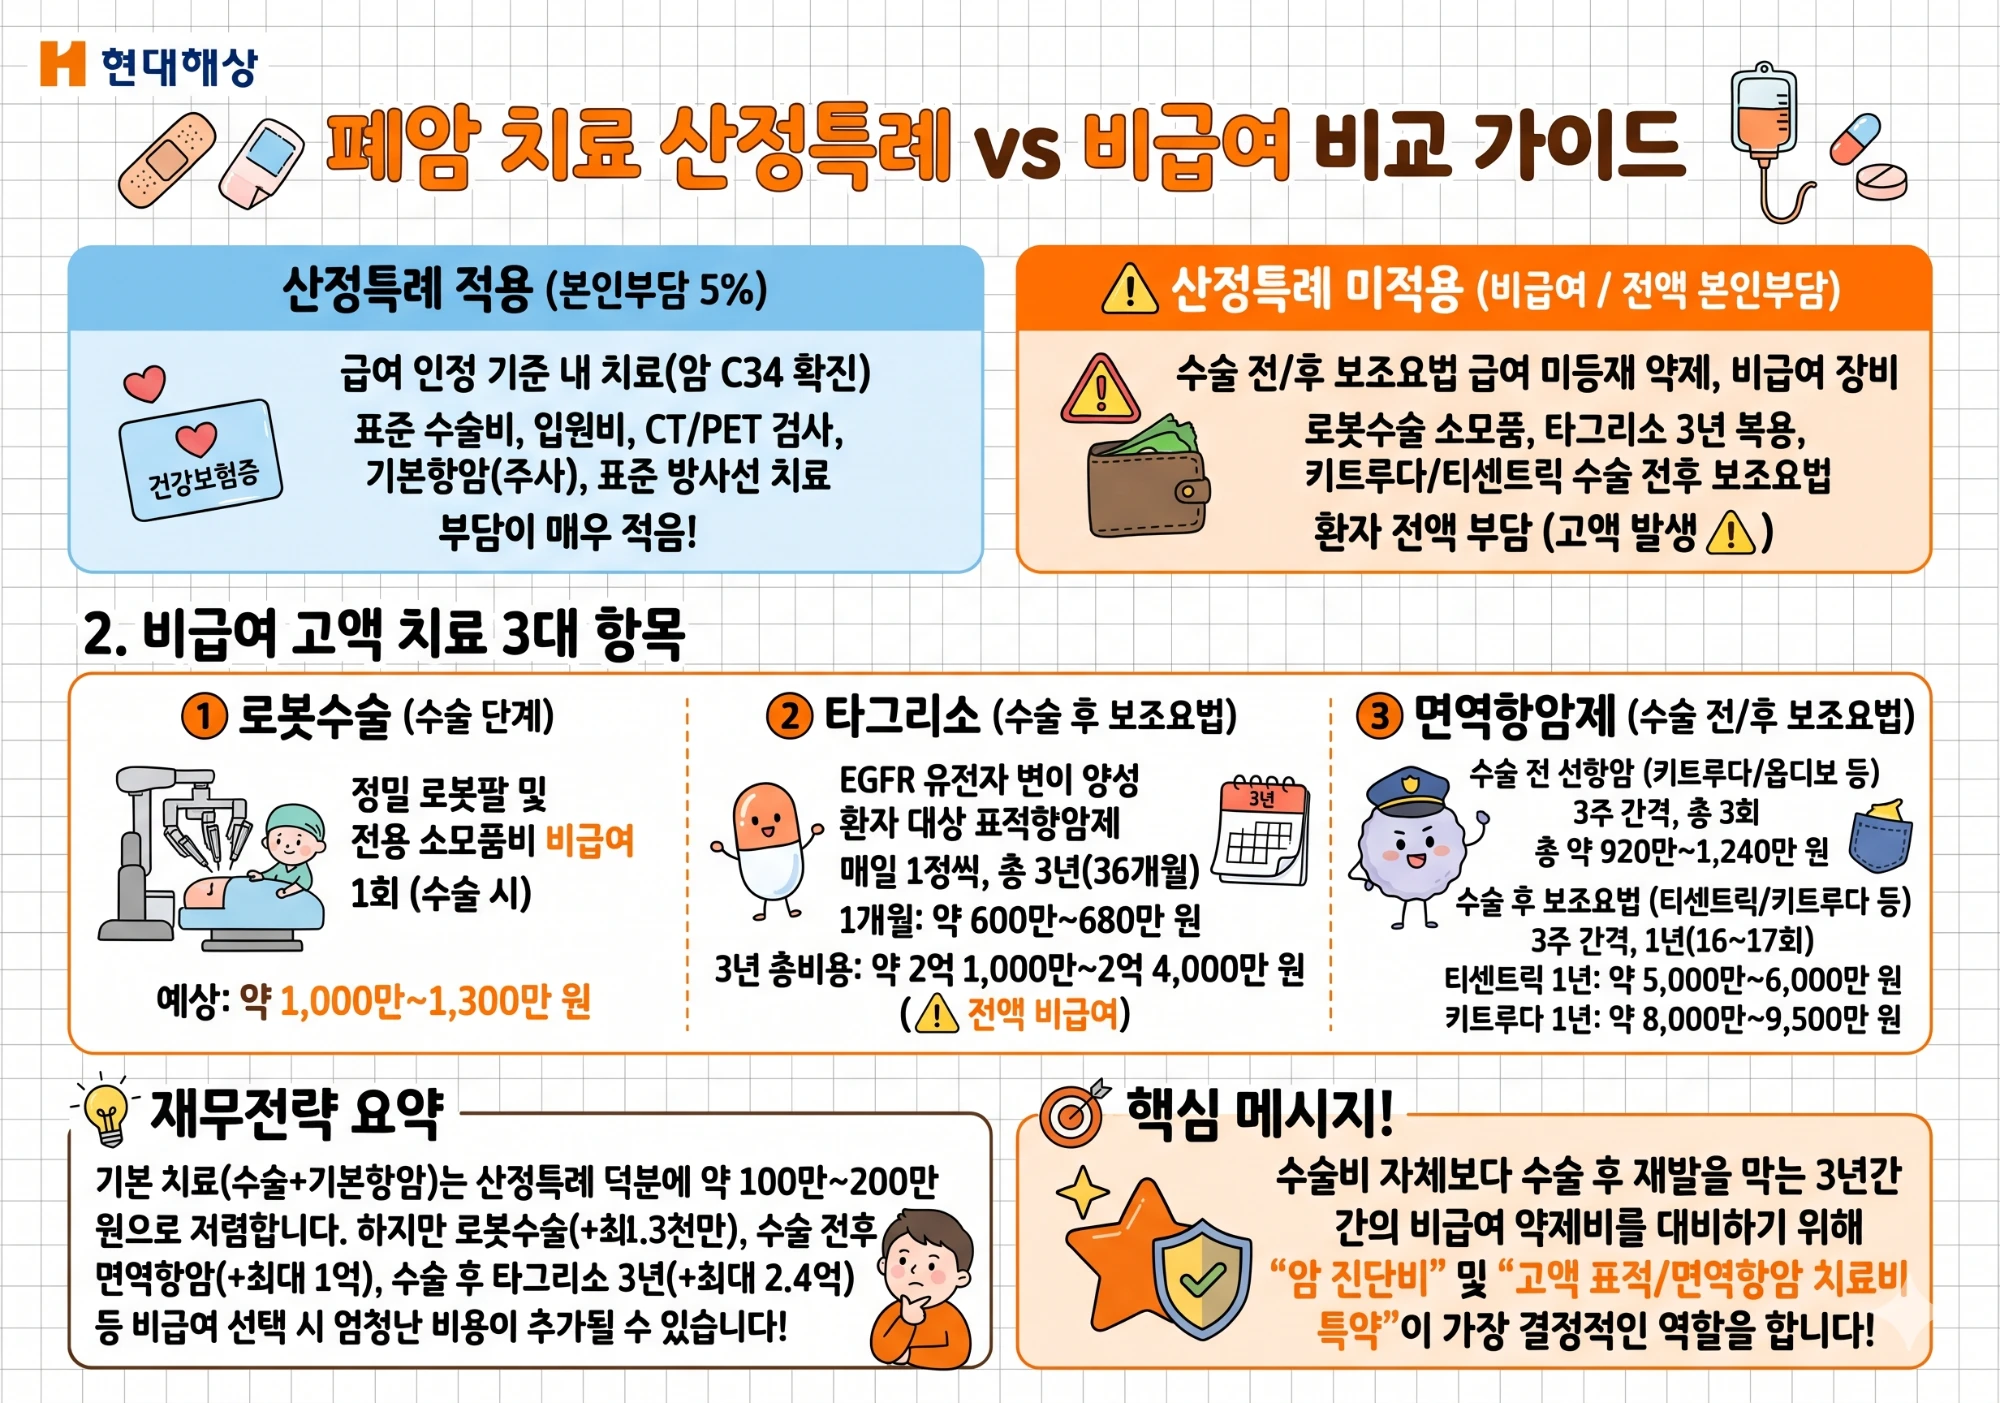 현대해상
폐암 치료 산정특례 vs 비급여 비교 가이드
산정특례 적용 (본인부담 5%)
급여 인정 기준 내 치료(암 C34 확진)
표준 수술비, 입원비, CT/PET 검사,
기본항암(주사), 표준 방사선 치료
부담이 매우 적음!
건강보험증
산정특례 미적용 (비급여 / 전액 본인부담)
수술 전/후 보조요법 급여 미등재 약제, 비급여 장비
로봇수술 소모품, 타그리소 3년 복용,
키트루다/티센트릭 수술 전후 보조요법
환자 전액 부담 (고액 발생 ⚠)
2. 비급여 고액 치료 3대 항목
1 로봇수술 (수술 단계)
정밀 로봇팔 및
전용 소모품비 비급여
1회 (수술 시)
예상: 약 1,000만~1,300만 원
2 타그리소 (수술 후 보조요법)
EGFR 유전자 변이 양성
환자 대상 표적향암제
매일 1정씩, 총 3년(36개월)
1개월: 약 600만~680만 원
3년 총비용: 약 2억 1,000만~2억 4,000만 원
(⚠ 전액 비급여)
3년
3 면역항암제 (수술 전/후 보조요법)
수술 전 선항암 (키트루다/옵디보 등)
3주 간격, 총 3회
총 약 920만~1,240만 원
수술 후 보조요법 (티센트릭/키트루다 등)
3주 간격, 1년(16~17회)
티센트릭 1년: 약 5,000만~6,000만 원
키트루다 1년: 약 8,000만~9,500만 원
재무전략 요약
기본 치료(수술+기본항암)는 산정특례 덕분에 약 100만~200만
원으로 저렴합니다. 하지만 로봇수술(+최1.3천만), 수술 전후
면역항암(+최대 1억), 수술 후 타그리소 3년(+최대 2.4억)
등 비급여 선택 시 엄청난 비용이 추가될 수 있습니다!
핵심 메시지!
수술비 자체보다 수술 후 재발을 막는 3년간
간의 비급여 약제비를 대비하기 위해
“암 진단비” 및 “고액 표적/면역항암 치료비
특약”이 가장 결정적인 역할을 합니다!